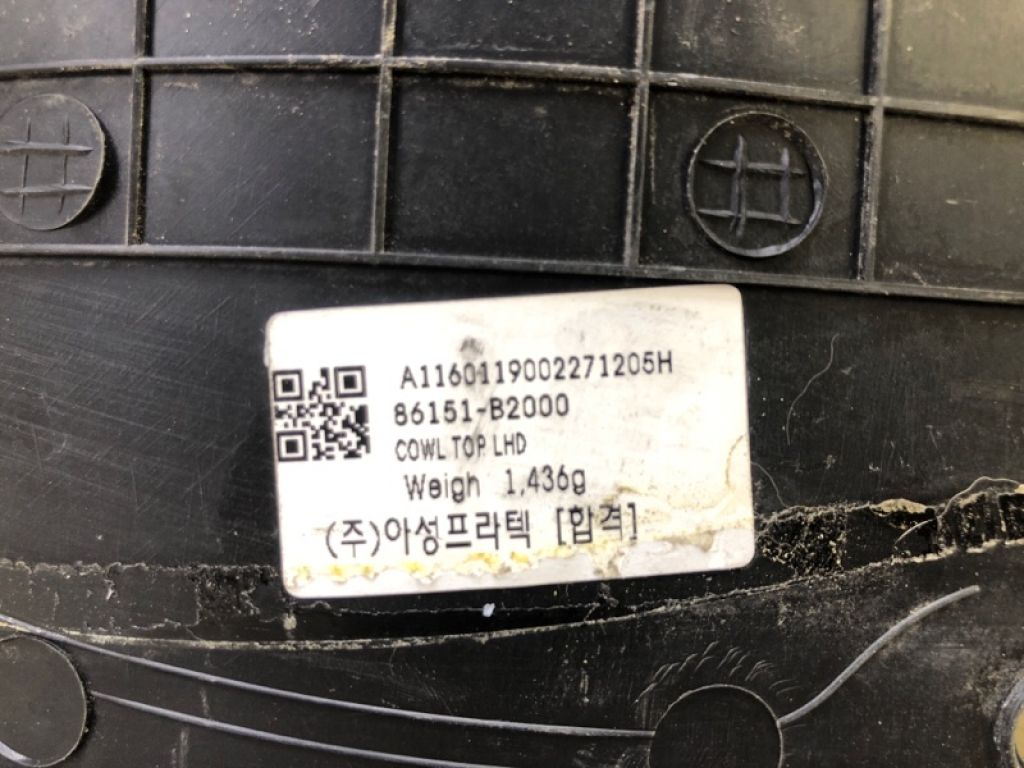 A1160119002271205H
86151-B2000
COWL TOP LHD
Weigh 1,436g
(주)아성프라텍 [합격]